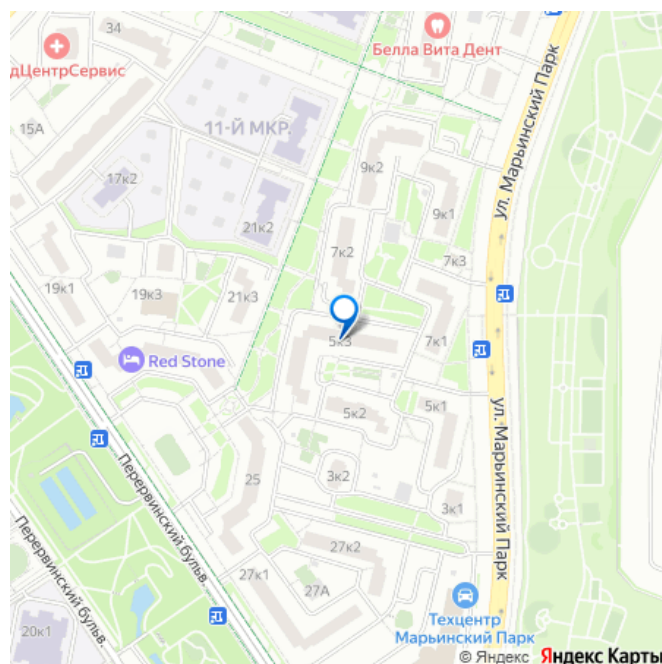 34
Белла Вита Дент
дЦентрСервис
ул. Марьинский Парк
15А
11-Й МКР.
17к2
9к2
9к1
21к2
7к2
7к3
19к1
19к3
21к3
5к3
7к1
Red Stone
5к2
5к1
ул. Марьинский Парк
Перервинский бульв.
25
3к2
3к1
Перервинский бульв.
27к2
27к1
27А
Техцентр
Марьинский Парк
20к1
© Яндекс Яндекс Карты